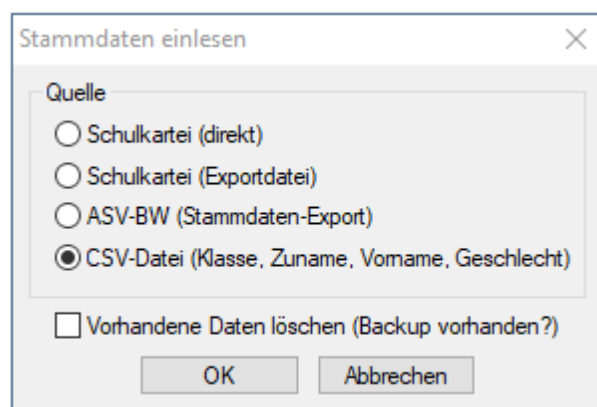 Stammdaten einlesen
Quelle
Schulkartei (direkt)
Schulkartei (Exportdatei)
ASV-BW (Stammdaten-Export)
CSV-Datei (Klasse, Zuname, Vorname, Geschlecht)
Vorhandene Daten löschen (Backup vorhanden?)
OK Abbrechen